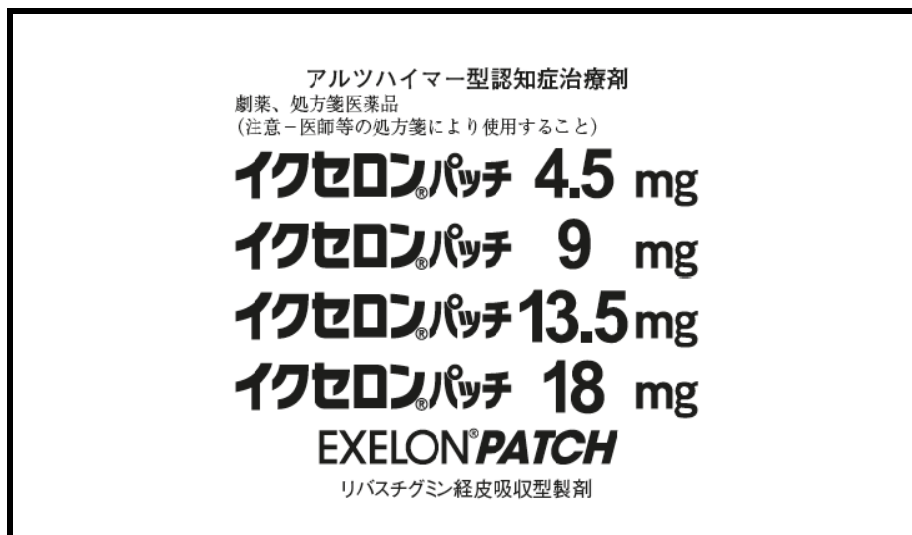 アルツハイマー型認知症治療剤
劇薬、処方箋医薬品
(注意－医師等の処方箋により使用すること)
イクセロン®パッチ 4.5 mg
イクセロン®パッチ 9 mg
イクセロン®パッチ 13.5 mg
イクセロン®パッチ 18 mg
EXELON® PATCH
リバスチグミン経皮吸収型製剤